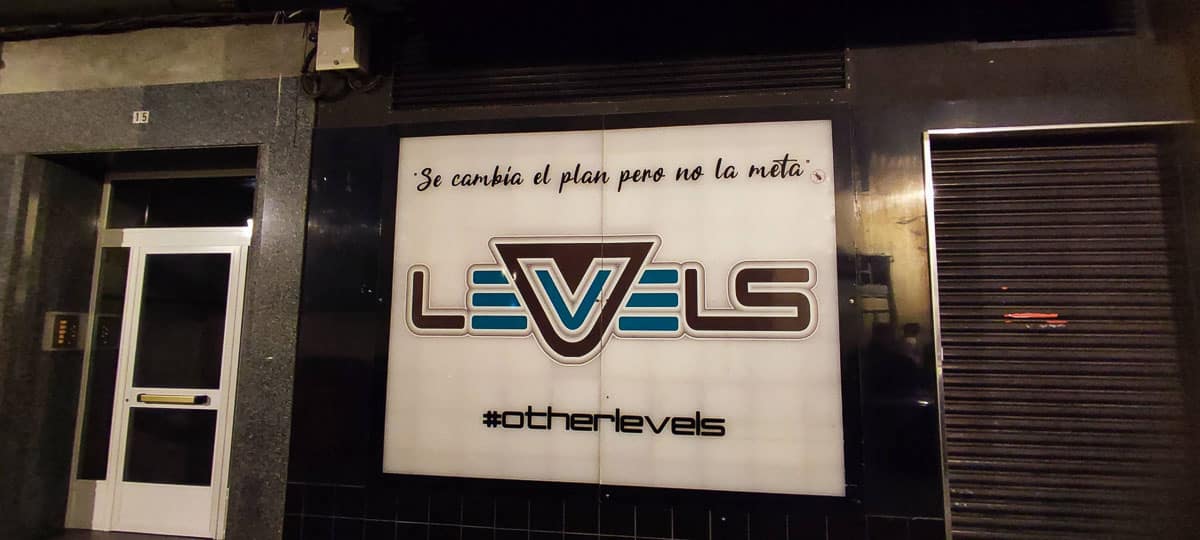 15
"Se cambia el plan pero no la meta"
LEVELS
#otherlevels